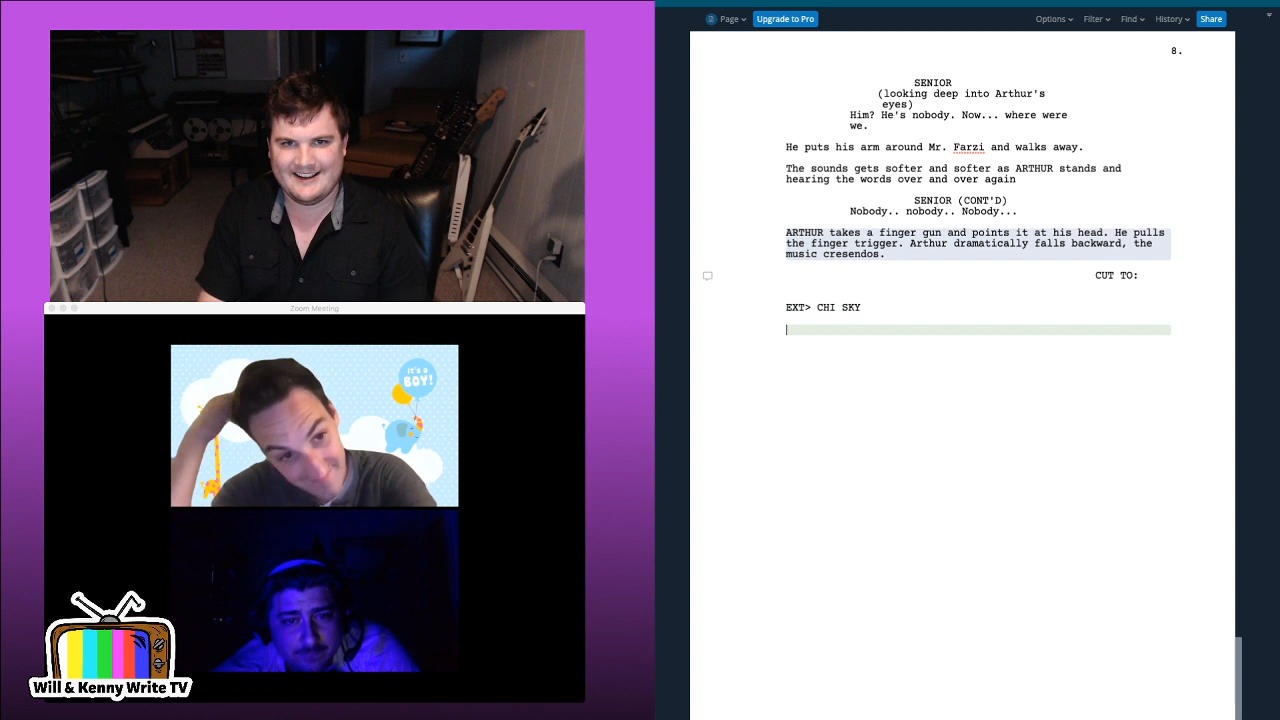 Page
Upgrade to Pro
Options
Filter
Find
History
Share
8.
SENIOR
(looking deep into Arthur's
eyes)
Him? He's nobody. Now... where were
we.
He puts his arm around Mr. Farzi and walks away.
The sounds gets softer and softer as ARTHUR stands and
hearing the words over and over again
SENIOR (CONT'D)
Nobody.. nobody.. Nobody...
ARTHUR takes a finger gun and points it at his head. He pulls
the finger trigger. Arthur dramatically falls backward, the
music cresendos.
CUT TO:
EXT> CHI SKY
Zoom Meeting
IT'S A
BOY!
Will & Kenny Write TV